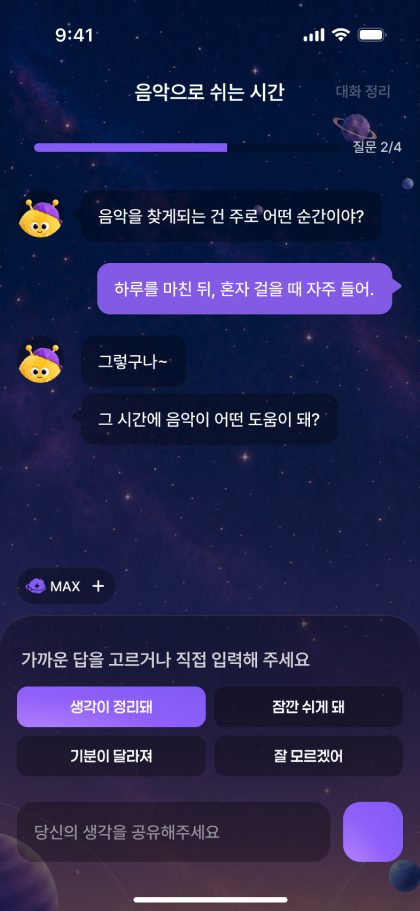 9:41
음악으로 쉬는 시간
대화 정리
질문 2/4
음악을 찾게되는 건 주로 어떤 순간이야?
하루를 마친 뒤, 혼자 걸을 때 자주 들어.
그렇구나~
그 시간에 음악이 어떤 도움이 돼?
MAX +
가까운 답을 고르거나 직접 입력해 주세요
생각이 정리돼
잠깐 쉬게 돼
기분이 달라져
잘 모르겠어
당신의 생각을 공유해주세요